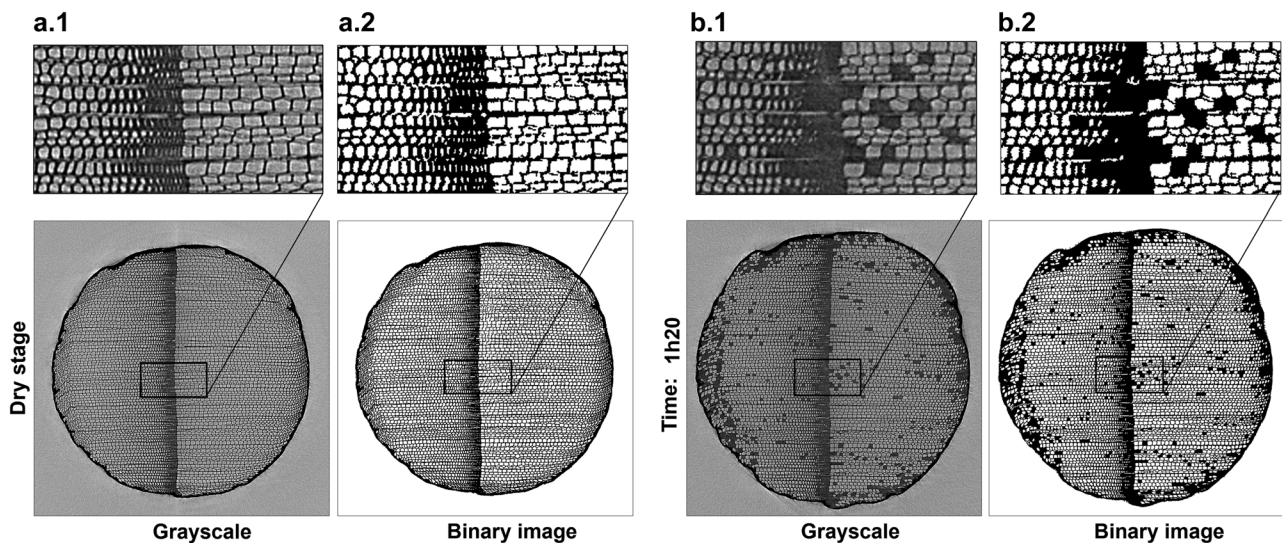 a.1
a.2
b.1
b.2
Dry stage
Time: 1h20
Grayscale
Binary image
Grayscale
Binary image